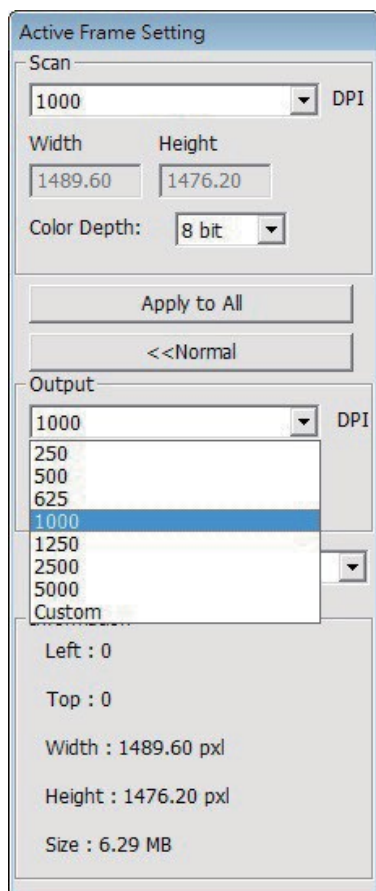 Active Frame Setting
Scan
1000 DPI
Width Height
1489.60 1476.20
Color Depth: 8 bit
Apply to All
<<Normal
Output
1000 DPI
250
500
625
1000
1250
2500
5000
Custom
Information
Left : 0
Top : 0
Width : 1489.60 pxl
Height : 1476.20 pxl
Size : 6.29 MB